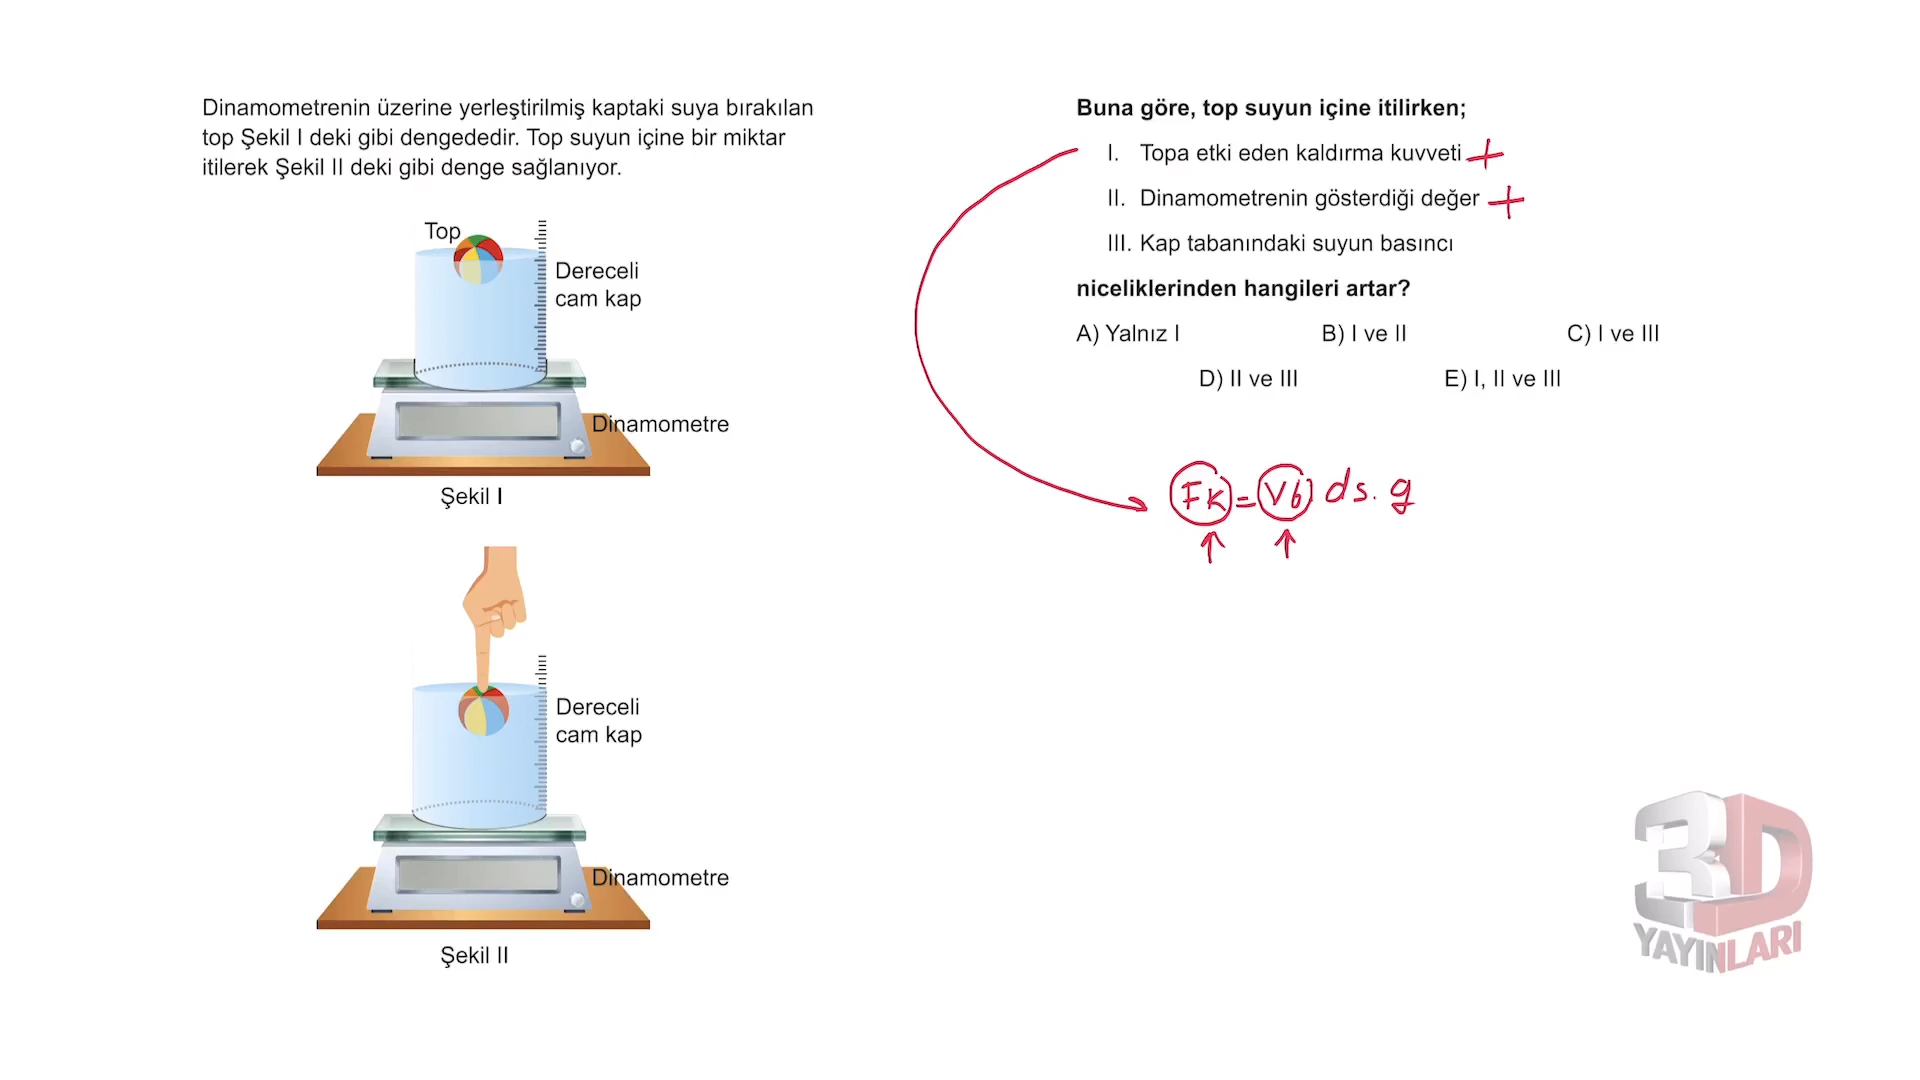 Dinamometrenin üzerine yerleştirilmiş kaptaki suya bırakılan
top Şekil I deki gibi dengededir. Top suyun içine bir miktar
itilerek Şekil II deki gibi denge sağlanıyor.
Top
Dereceli
cam kap
Dinamometre
Şekil I
Dereceli
cam kap
Dinamometre
Şekil II
Buna göre, top suyun içine itilirken;
I. Topa etki eden kaldırma kuvveti +
II. Dinamometrenin gösterdiği değer +
III. Kap tabanındaki suyun basıncı
niceliklerinden hangileri artar?
A) Yalnız I B) I ve II C) I ve III
D) II ve III E) I, II ve III
FK = Vb ds. g
↑ ↑
3D
YAYINLARI